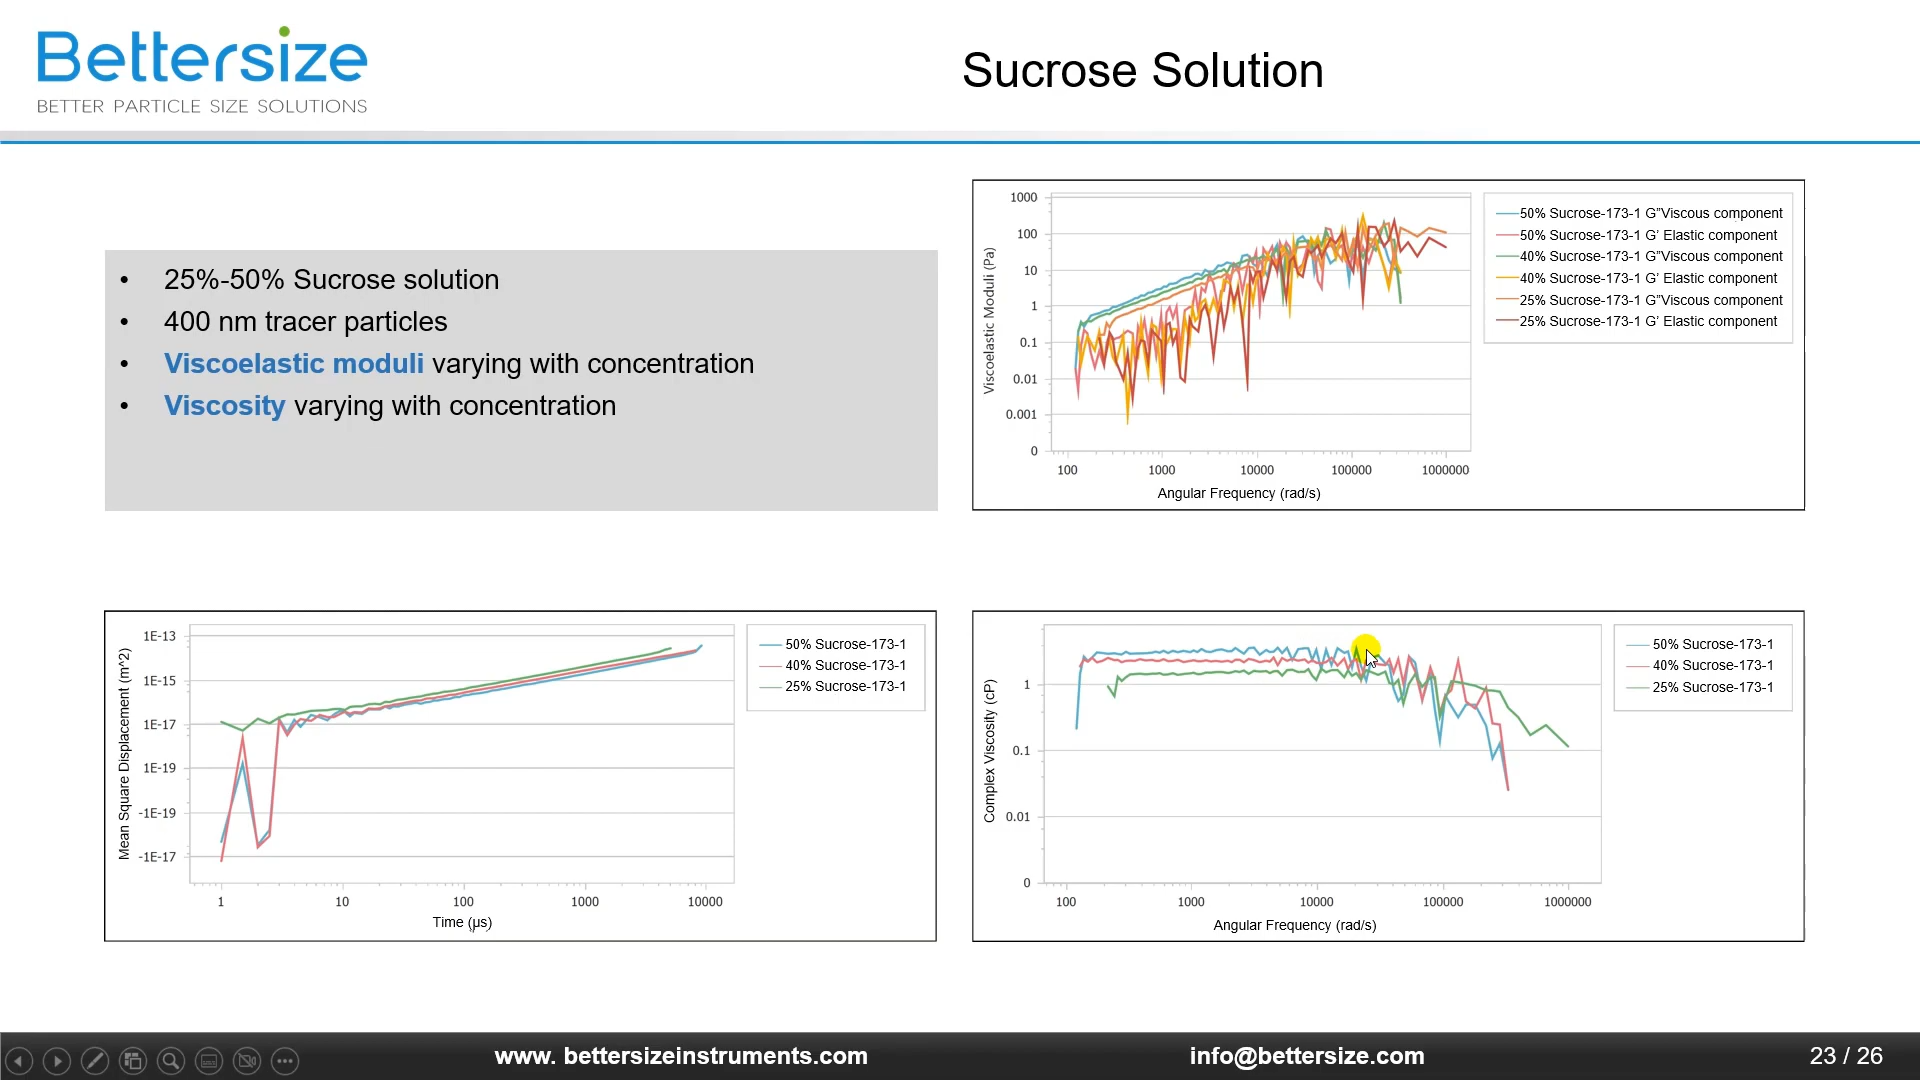 Bettersize
BETTER PARTICLE SIZE SOLUTIONS
Sucrose Solution
• 25%-50% Sucrose solution
• 400 nm tracer particles
• Viscoelastic moduli varying with concentration
• Viscosity varying with concentration
Viscoelastic Moduli (Pa)
1000
100
10
1
0.1
0.01
0.001
0
100 1000 10000 100000 1000000
Angular Frequency (rad/s)
50% Sucrose-173-1 G"Viscous component
50% Sucrose-173-1 G' Elastic component
40% Sucrose-173-1 G"Viscous component
40% Sucrose-173-1 G' Elastic component
25% Sucrose-173-1 G"Viscous component
25% Sucrose-173-1 G' Elastic component
Mean Square Displacement (m^2)
1E-13
1E-15
1E-17
1E-19
-1E-19
-1E-17
1 10 100 1000 10000
Time (µs)
50% Sucrose-173-1
40% Sucrose-173-1
25% Sucrose-173-1
Complex Viscosity (cP)
1
0.1
0.01
0
100 1000 10000 100000 1000000
Angular Frequency (rad/s)
50% Sucrose-173-1
40% Sucrose-173-1
25% Sucrose-173-1
www. bettersizeinstruments.com
info@bettersize.com
23 / 26